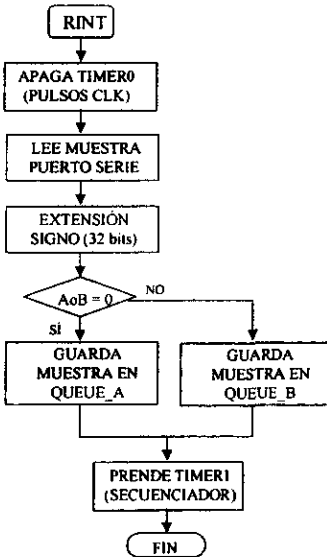 RINT
APAGA TIMER0
(PULSOS CLK)
LEE MUESTRA
PUERTO SERIE
EXTENSIÓN
SIGNO (32 bits)
AoB = 0
NO
SÍ
GUARDA
MUESTRA EN
QUEUE_A
GUARDA
MUESTRA EN
QUEUE_B
PRENDE TIMER1
(SECUENCIADOR)
FIN